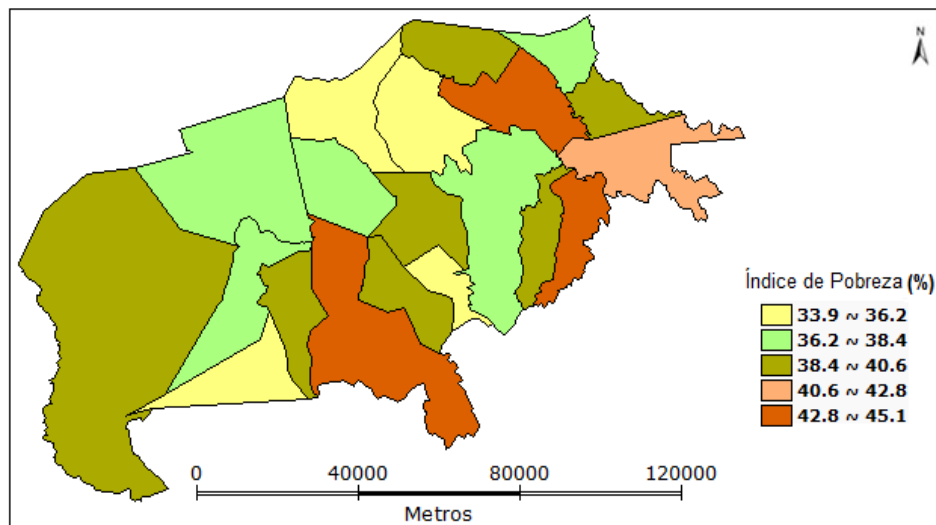 N
Índice de Pobreza (%)
33.9 ~ 36.2
36.2 ~ 38.4
38.4 ~ 40.6
40.6 ~ 42.8
42.8 ~ 45.1
0 40000 80000 120000
Metros